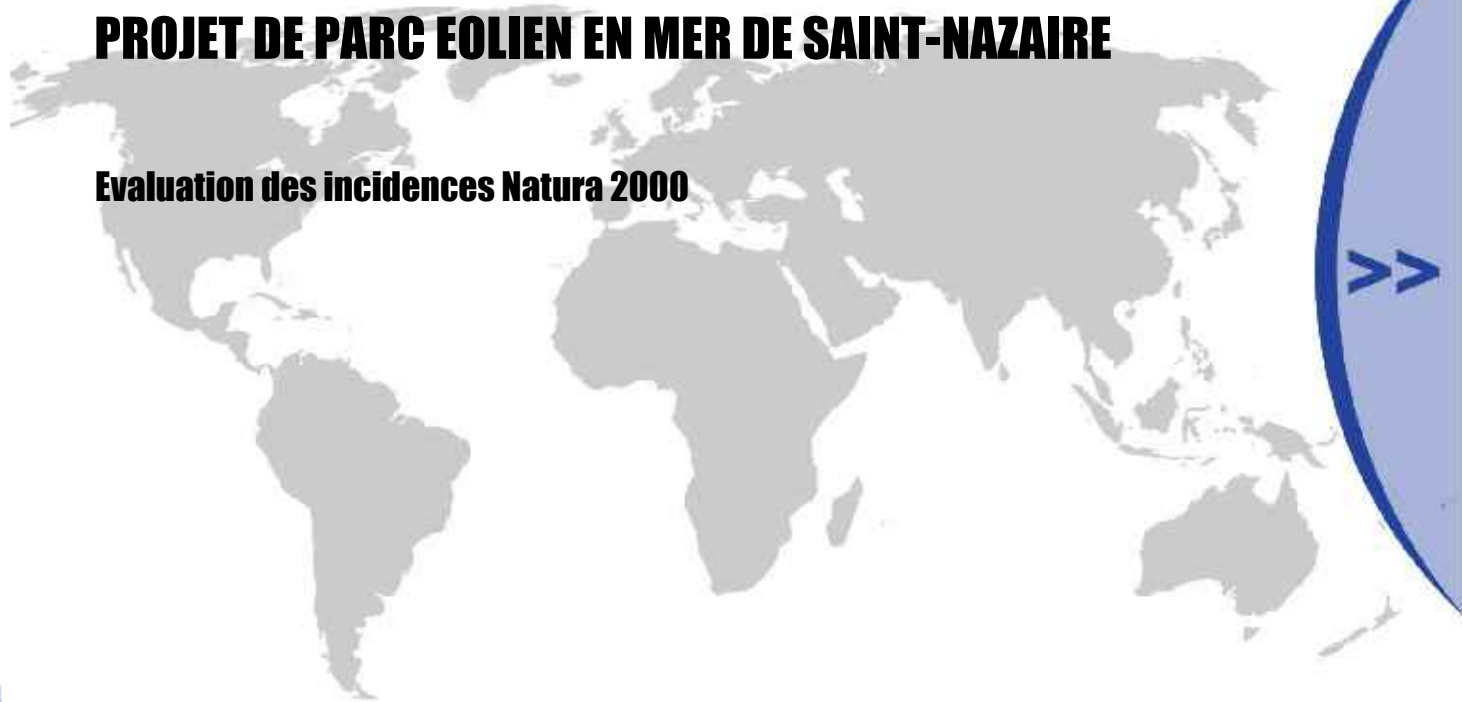 PROJET DE PARC EOLIEN EN MER DE SAINT-NAZAIRE
Evaluation des incidences Natura 2000
>>